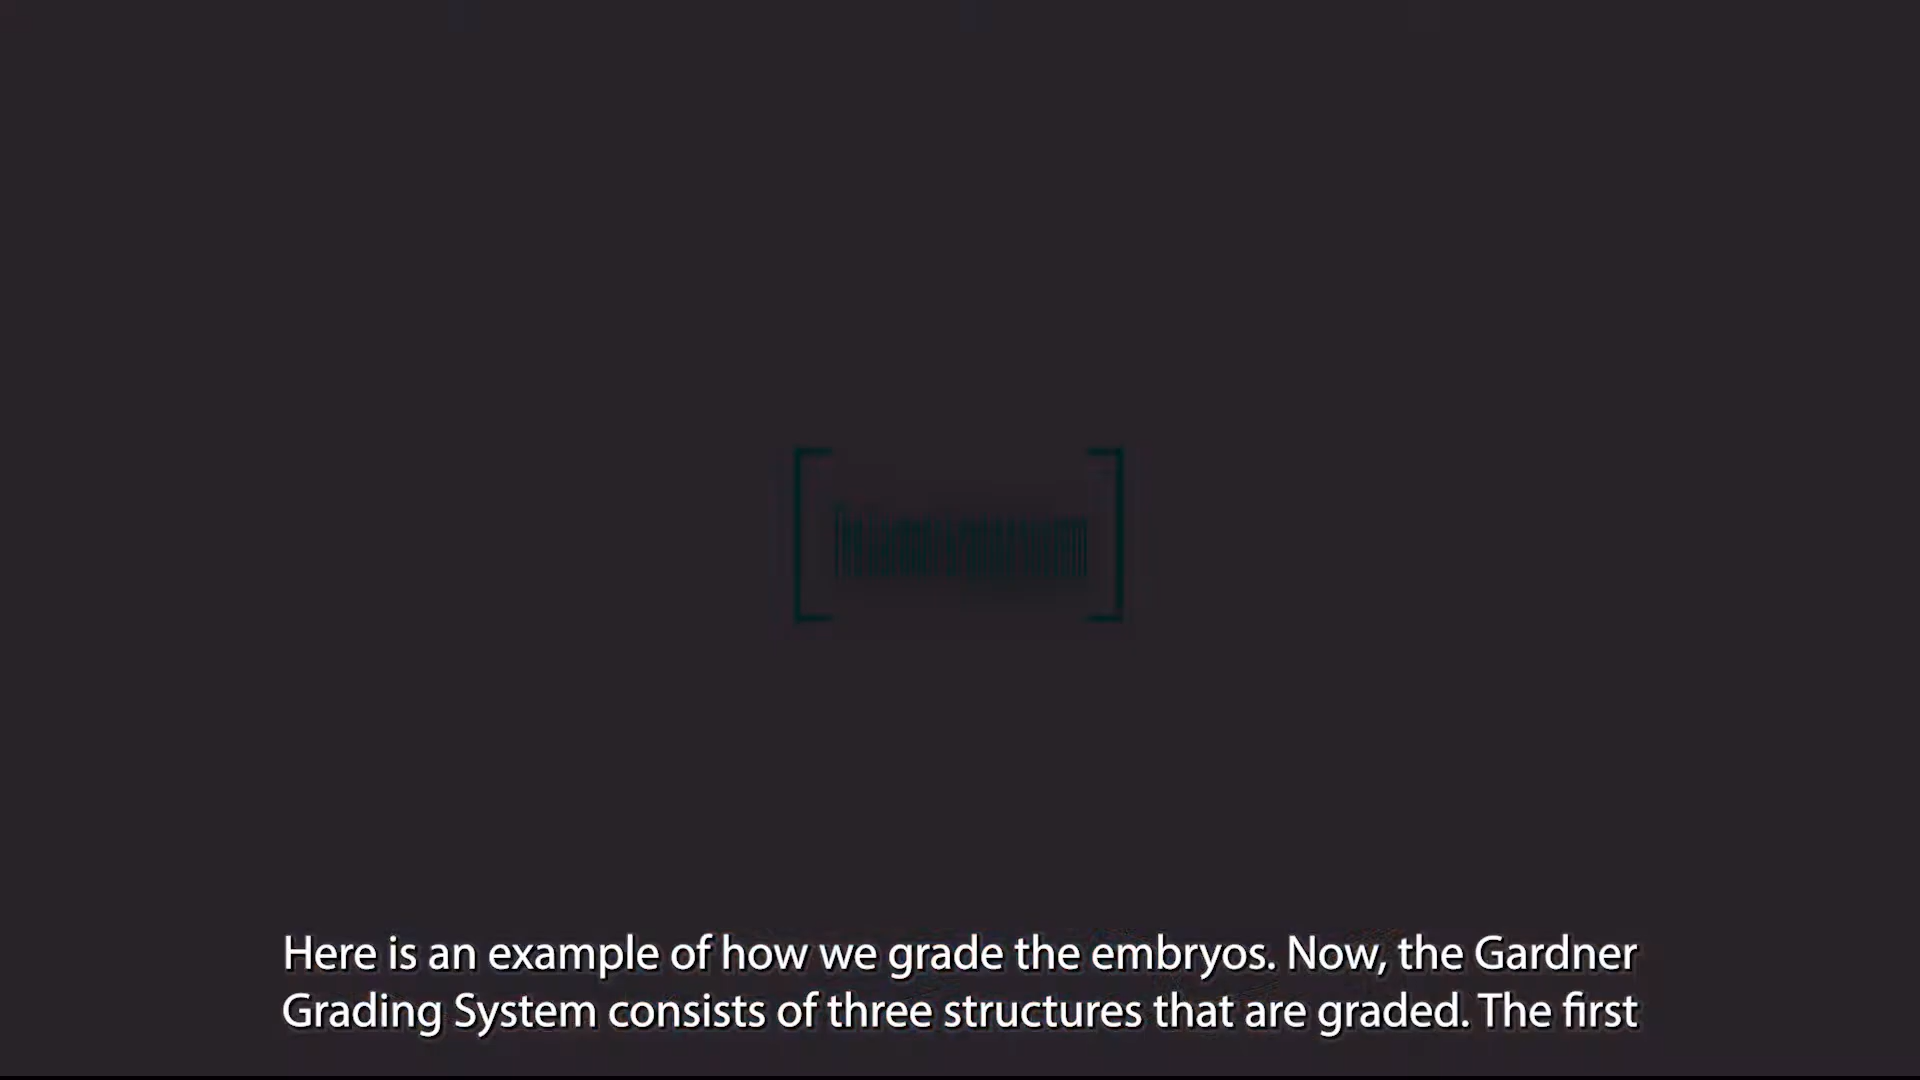 Here is an example of how we grade the embryos. Now, the Gardner
Grading System consists of three structures that are graded. The first